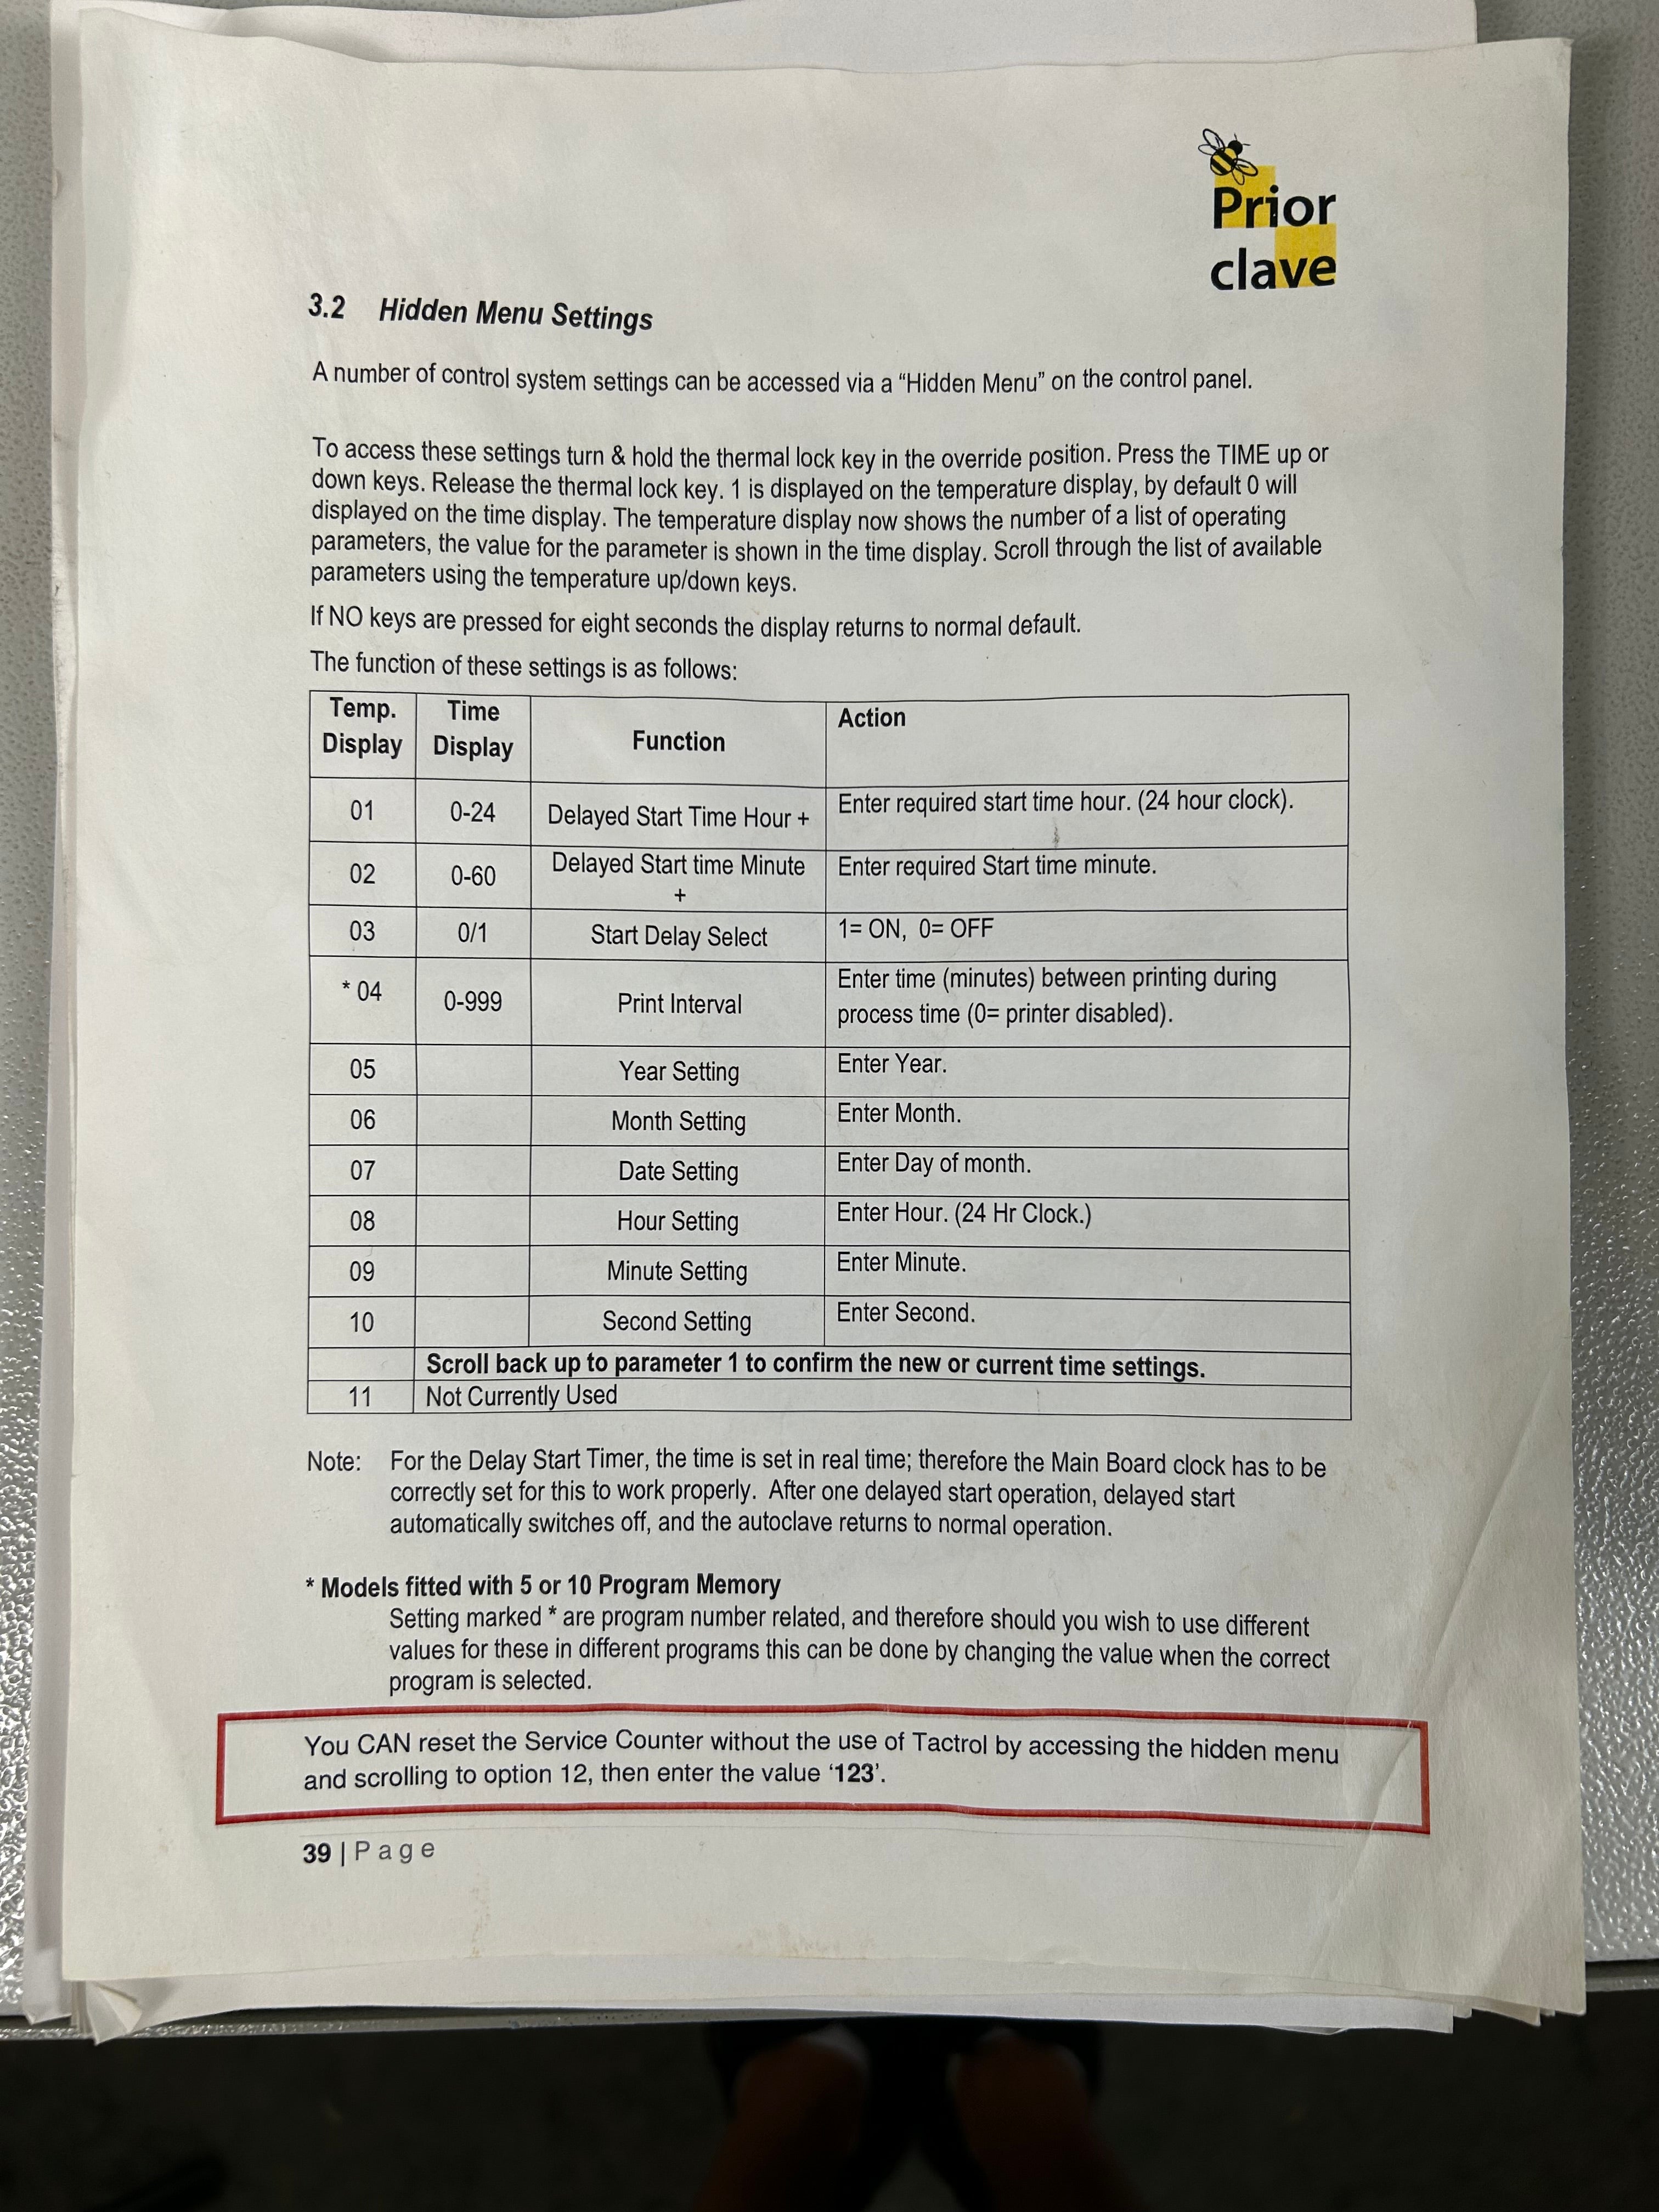 Prior
clave
3.2 Hidden Menu Settings
A number of control system settings can be accessed via a “Hidden Menu” on the control panel.
To access these settings turn & hold the thermal lock key in the override position. Press the TIME up or
down keys. Release the thermal lock key. 1 is displayed on the temperature display, by default 0 will
displayed on the time display. The temperature display now shows the number of a list of operating
parameters, the value for the parameter is shown in the time display. Scroll through the list of available
parameters using the temperature up/down keys.
If NO keys are pressed for eight seconds the display returns to normal default.
The function of these settings is as follows:
Temp. Display Time Display Function Action
01 0-24 Delayed Start Time Hour + Enter required start time hour. (24 hour clock).
02 0-60 Delayed Start time Minute + Enter required Start time minute.
03 0/1 Start Delay Select 1= ON, 0= OFF
* 04 0-999 Print Interval Enter time (minutes) between printing during
process time (0= printer disabled).
05 Year Setting Enter Year.
06 Month Setting Enter Month.
07 Date Setting Enter Day of month.
08 Hour Setting Enter Hour. (24 Hr Clock.)
09 Minute Setting Enter Minute.
10 Second Setting Enter Second.
Scroll back up to parameter 1 to confirm the new or current time settings.
11 Not Currently Used
Note: For the Delay Start Timer, the time is set in real time; therefore the Main Board clock has to be
correctly set for this to work properly. After one delayed start operation, delayed start
automatically switches off, and the autoclave returns to normal operation.
* Models fitted with 5 or 10 Program Memory
Setting marked * are program number related, and therefore should you wish to use different
values for these in different programs this can be done by changing the value when the correct
program is selected.
You CAN reset the Service Counter without the use of Tactrol by accessing the hidden menu
and scrolling to option 12, then enter the value ‘123’.
39 | Page